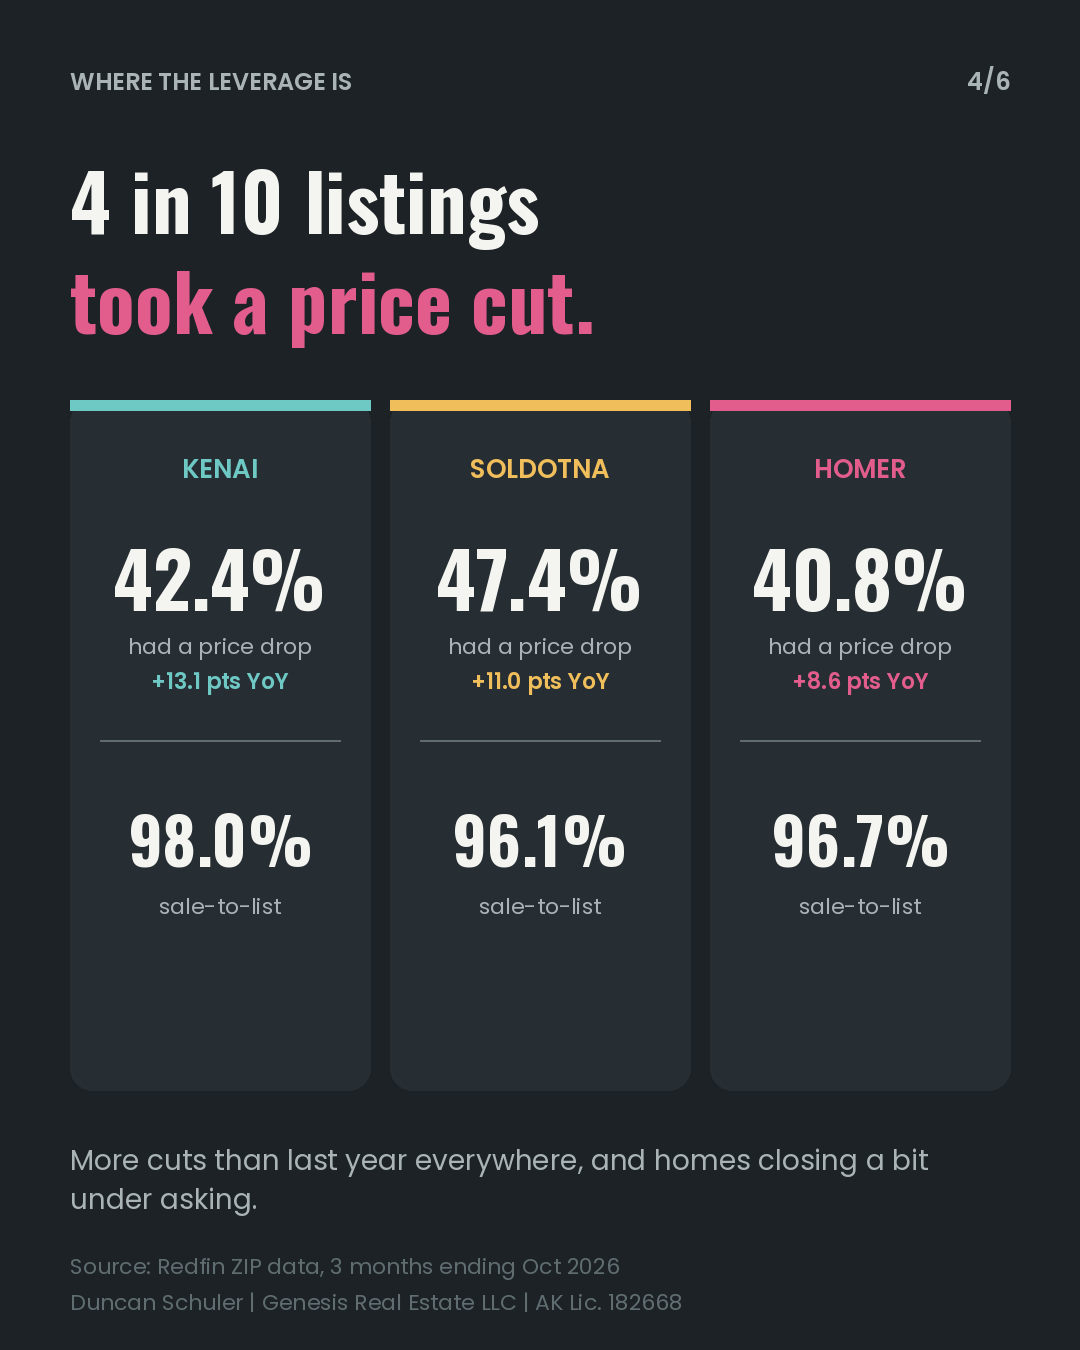 WHERE THE LEVERAGE IS
4/6
4 in 10 listings
took a price cut.
KENAI
42.4%
had a price drop
+13.1 pts YoY
98.0%
sale-to-list
SOLDOTNA
47.4%
had a price drop
+11.0 pts YoY
96.1%
sale-to-list
HOMER
40.8%
had a price drop
+8.6 pts YoY
96.7%
sale-to-list
More cuts than last year everywhere, and homes closing a bit
under asking.
Source: Redfin ZIP data, 3 months ending Oct 2026
Duncan Schuler | Genesis Real Estate LLC | AK Lic. 182668